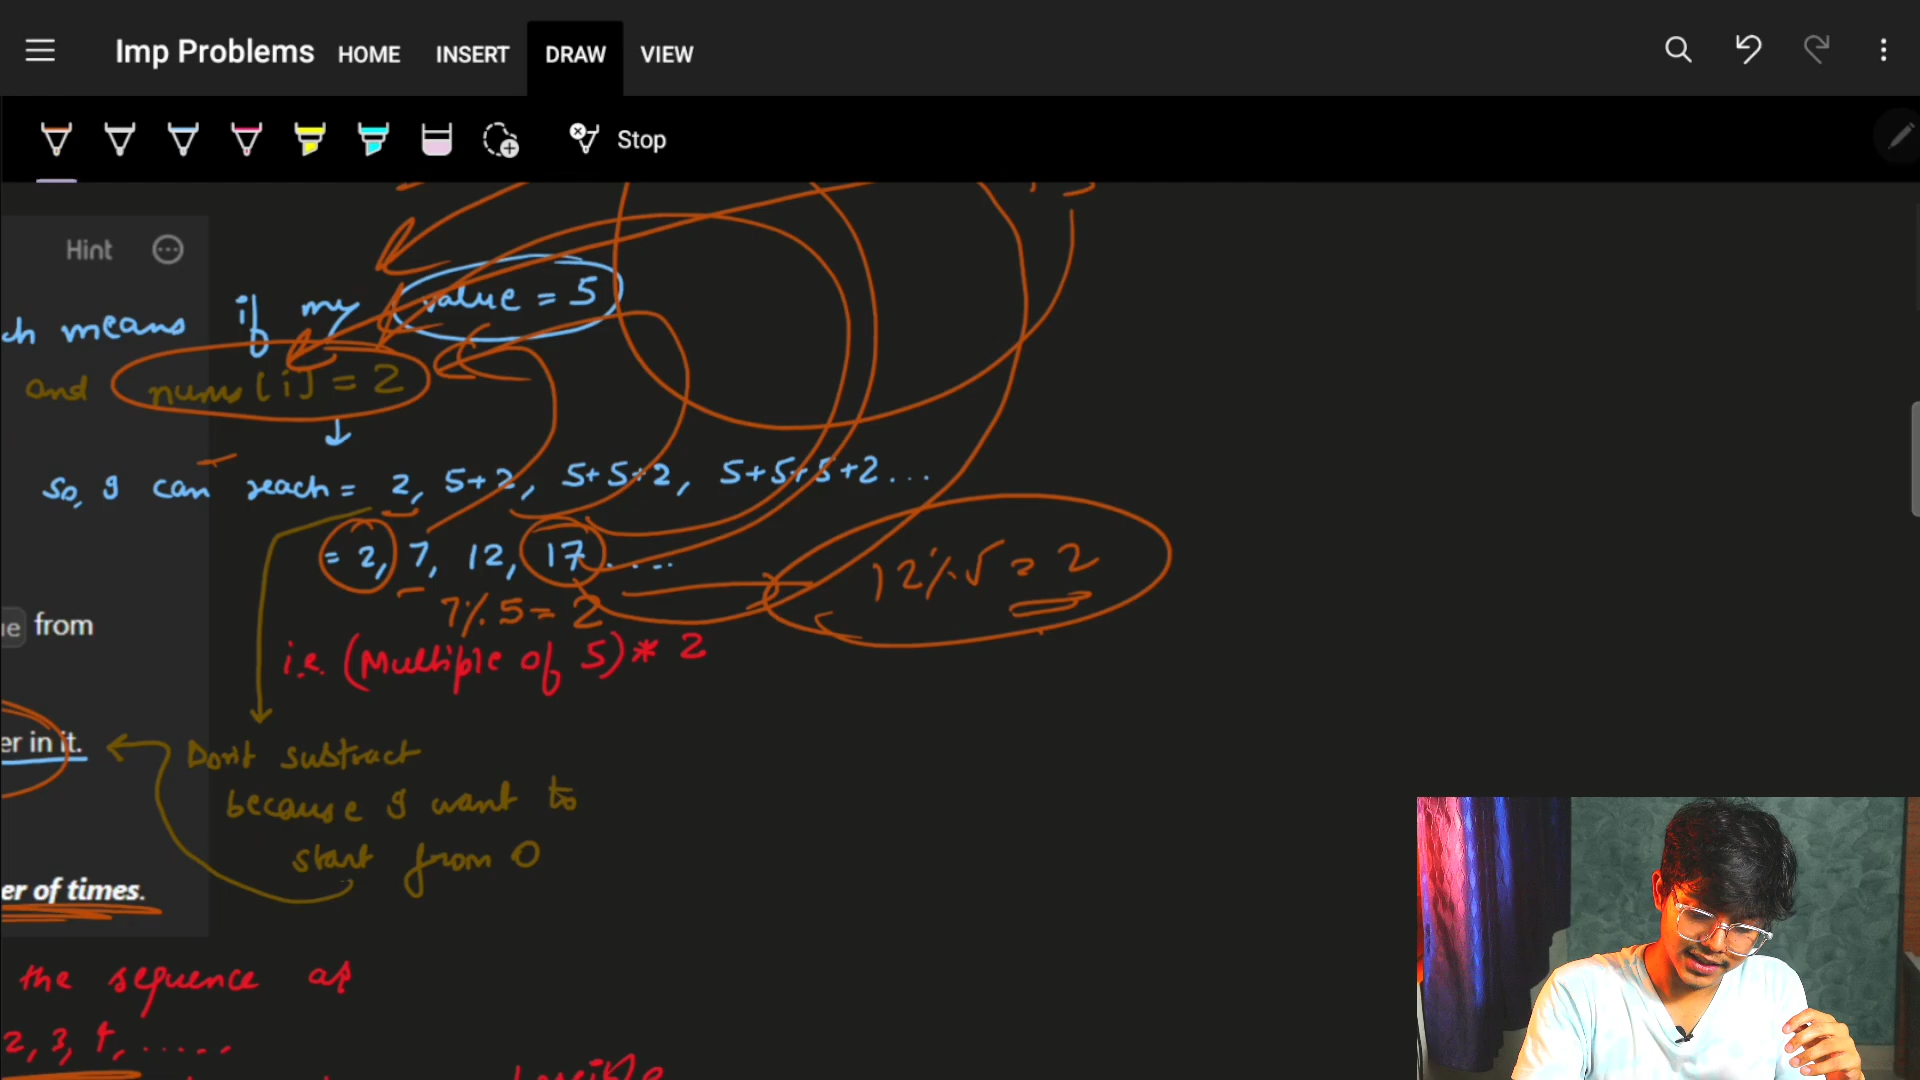 Imp Problems HOME INSERT DRAW VIEW
Stop
Hint
ch means if my value = 5
and nums[i] = 2
So, I can reach = 2, 5+2, 5+5+2, 5+5+5+2...
= 2, 7, 12, 17.....
12%5=2
7%5=2
i.e. (Multiple of 5)* 2
ue from
er in it.
Don't subtract
because I want to
start from 0
er of times.
the sequence as
2, 3, 4, .....